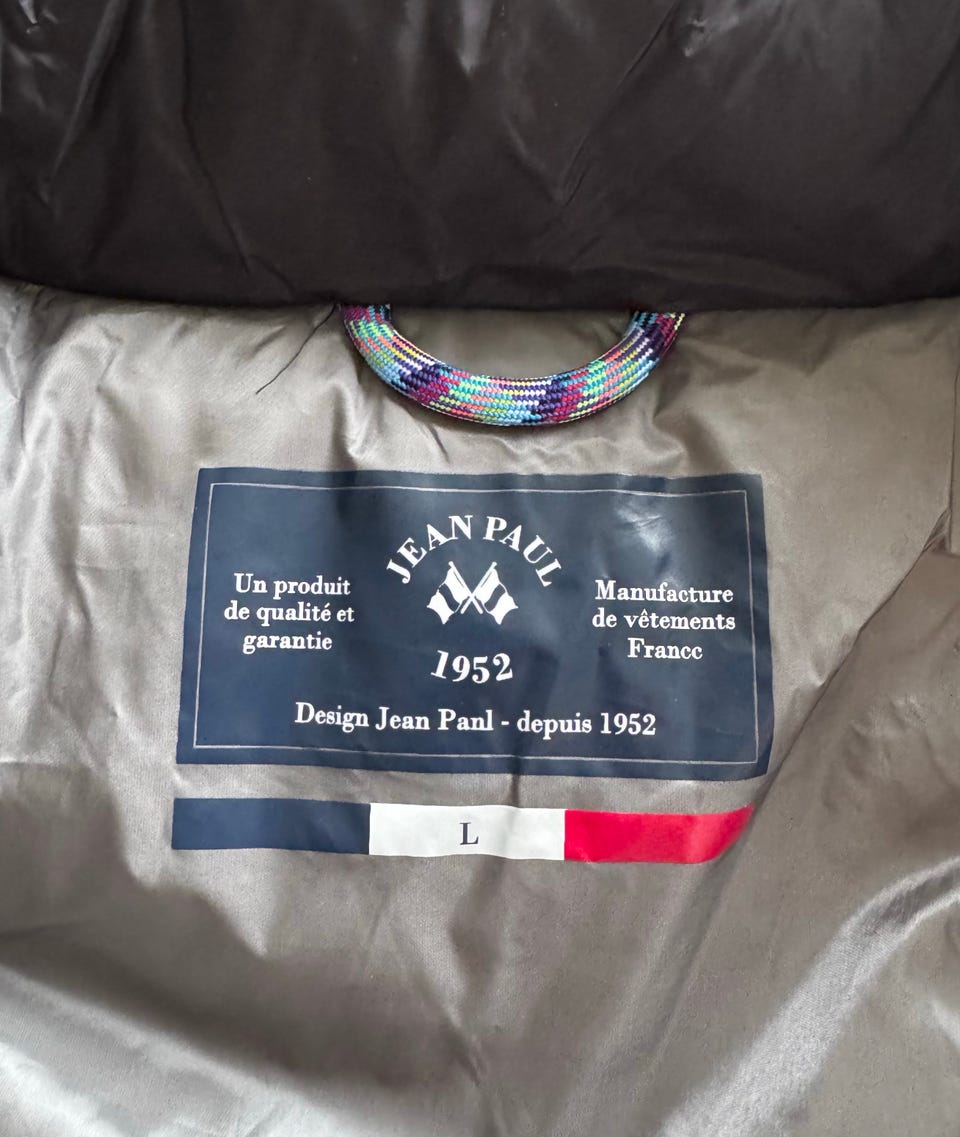 JEAN PAUL
Un produit
de qualité et
garantie
Manufacture
de vêtements
Francc
1952
Design Jean Panl - depuis 1952
L